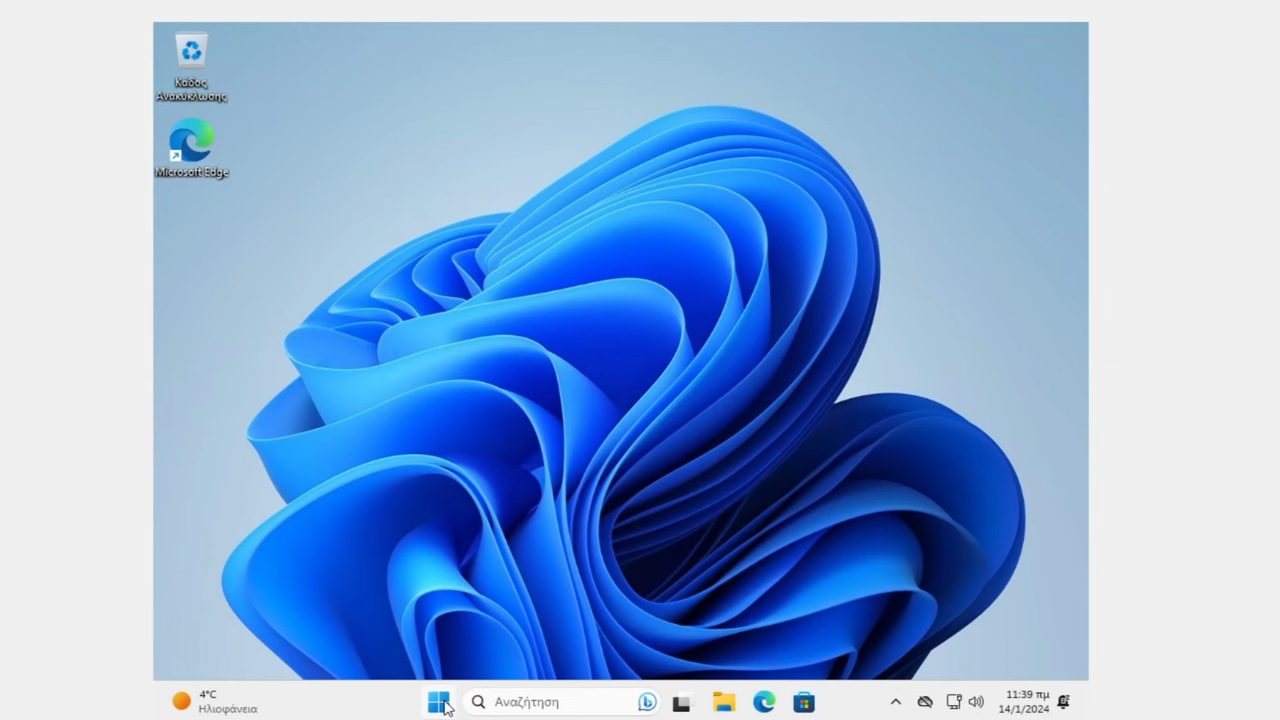 Κάδος
Ανακύκλωσης
Microsoft Edge
4°C
Ηλιοφάνεια
Αναζήτηση
11:39 πμ
14/1/2024